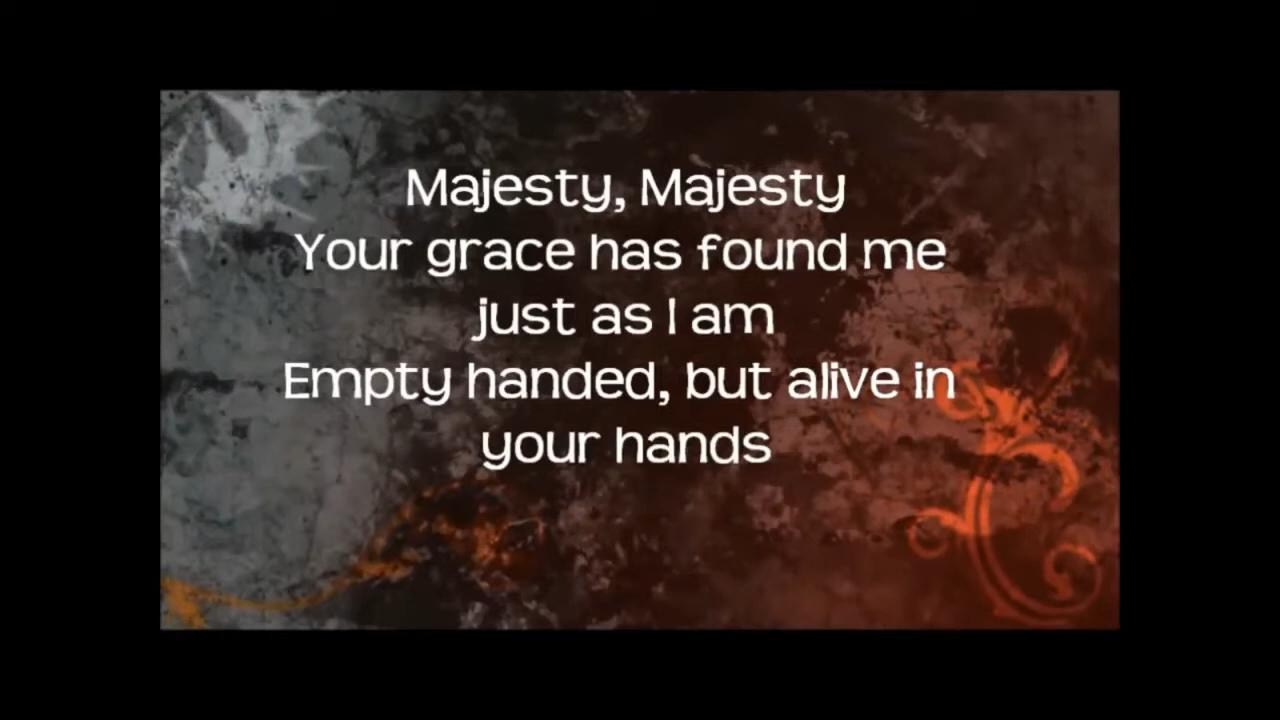 Majesty, Majesty
Your grace has found me
just as I am
Empty handed, but alive in
your hands